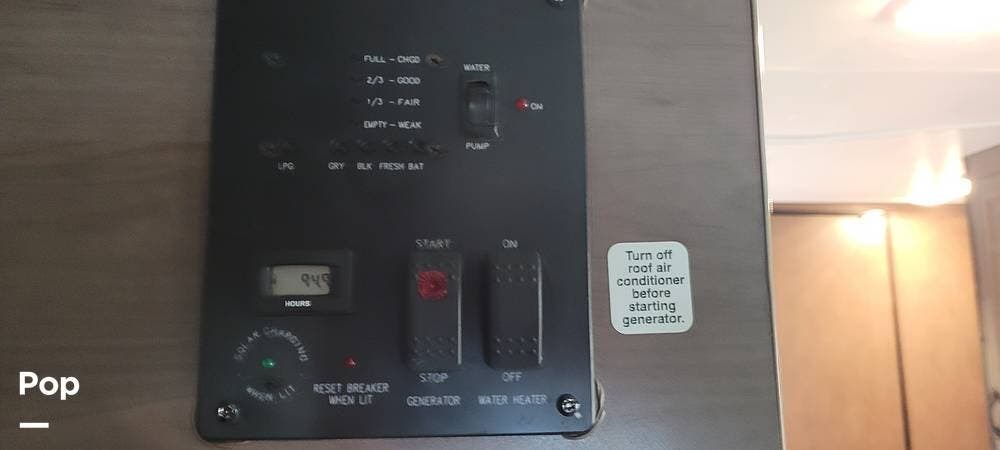 FULL - CHGD
2/3 - GOOD
1/3 - FAIR
EMPTY - WEAK
LPG GRY BLK FRESH BAT
WATER
ON
PUMP
HOURS
SOLAR CHARGING
WHEN LIT
RESET BREAKER
WHEN LIT
START
STOP
GENERATOR
ON
OFF
WATER HEATER
Turn off
roof air
conditioner
before
starting
generator.
Pop